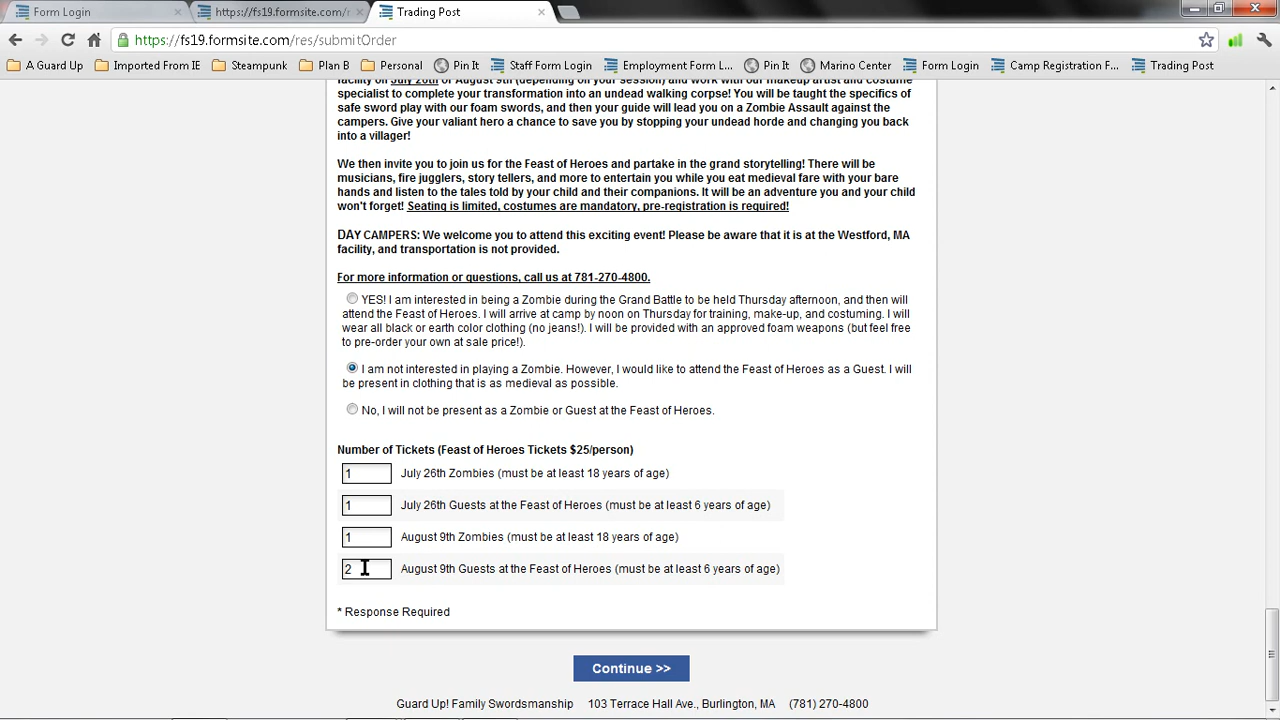 Form Login
https://fs19.formsite.com/r
Trading Post
https://fs19.formsite.com/res/submitOrder
A Guard Up
Imported From IE
Steampunk
Plan B
Personal
Pin It
Staff Form Login
Employment Form L...
Pin It
Marino Center
Form Login
Camp Registration F...
Trading Post
facility on July 26th or August 9th (depending on your session) and work with our makeup artist and costume
specialist to complete your transformation into an undead walking corpse! You will be taught the specifics of
safe sword play with our foam swords, and then your guide will lead you on a Zombie Assault against the
campers. Give your valiant hero a chance to save you by stopping your undead horde and changing you back
into a villager!
We then invite you to join us for the Feast of Heroes and partake in the grand storytelling! There will be
musicians, fire jugglers, story tellers, and more to entertain you while you eat medieval fare with your bare
hands and listen to the tales told by your child and their companions. It will be an adventure you and your child
won't forget! Seating is limited, costumes are mandatory, pre-registration is required!
DAY CAMPERS: We welcome you to attend this exciting event! Please be aware that it is at the Westford, MA
facility, and transportation is not provided.
For more information or questions, call us at 781-270-4800.
YES! I am interested in being a Zombie during the Grand Battle to be held Thursday afternoon, and then will
attend the Feast of Heroes. I will arrive at camp by noon on Thursday for training, make-up, and costuming. I will
wear all black or earth color clothing (no jeans!). I will be provided with an approved foam weapons (but feel free
to pre-order your own at sale price!).
I am not interested in playing a Zombie. However, I would like to attend the Feast of Heroes as a Guest. I will
be present in clothing that is as medieval as possible.
No, I will not be present as a Zombie or Guest at the Feast of Heroes.
Number of Tickets (Feast of Heroes Tickets $25/person)
1 July 26th Zombies (must be at least 18 years of age)
1 July 26th Guests at the Feast of Heroes (must be at least 6 years of age)
1 August 9th Zombies (must be at least 18 years of age)
2 August 9th Guests at the Feast of Heroes (must be at least 6 years of age)
* Response Required
Continue >>
Guard Up! Family Swordsmanship 103 Terrace Hall Ave., Burlington, MA (781) 270-4800